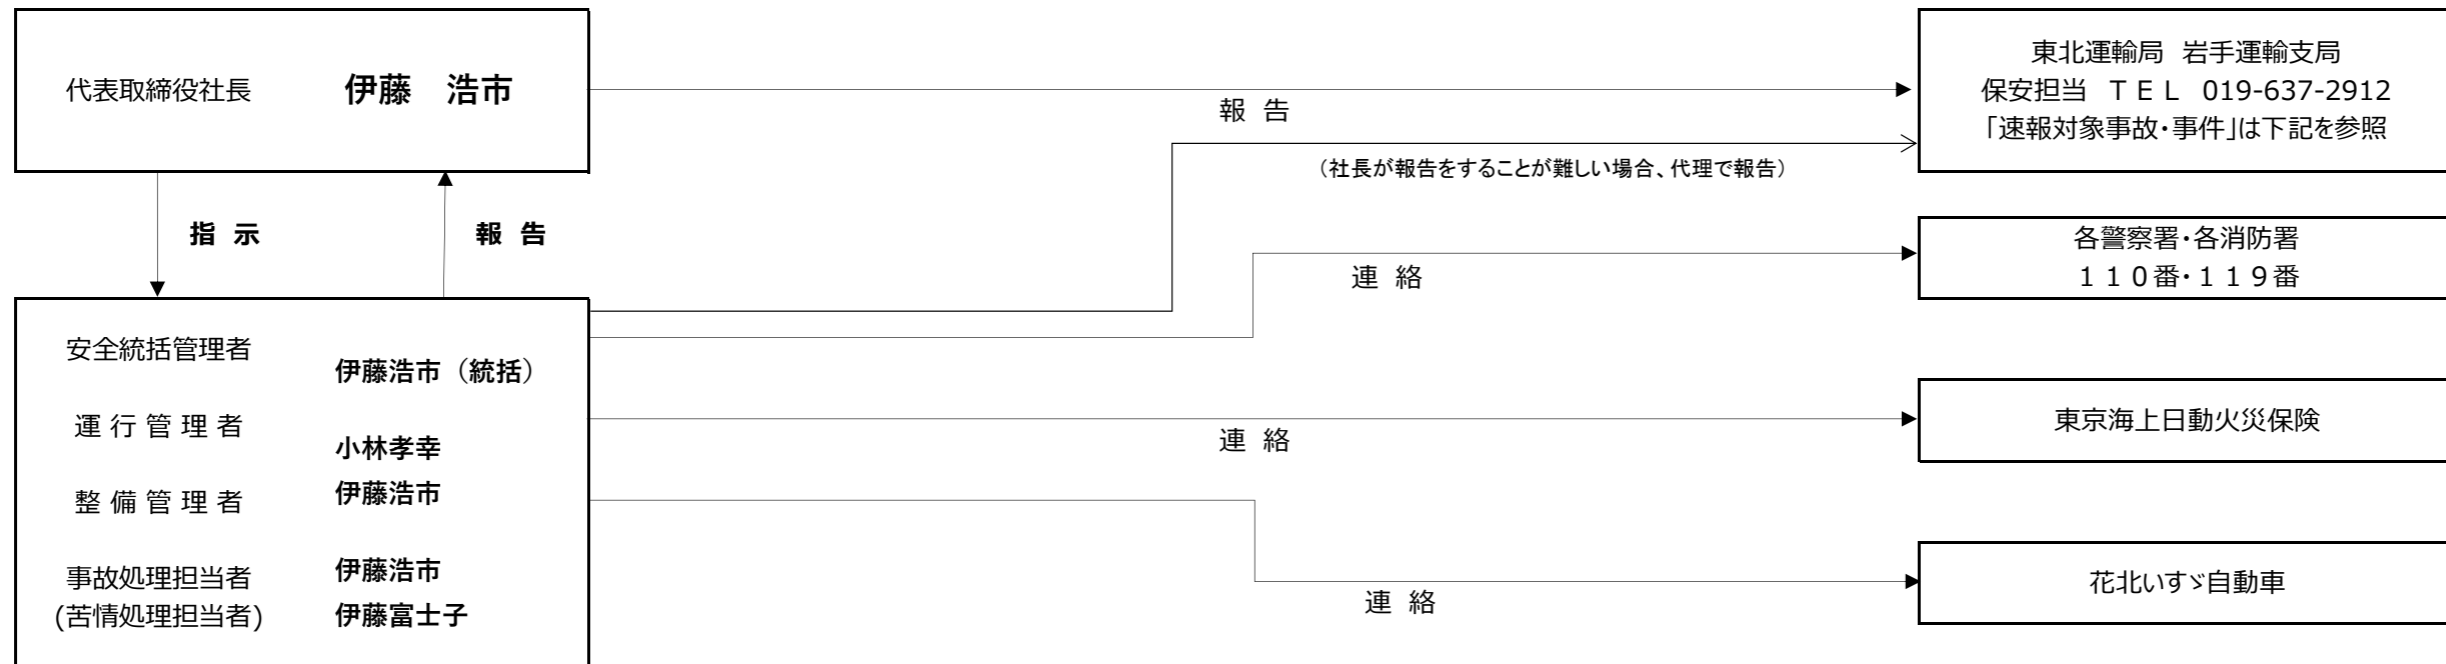 代表取締役社長 伊藤 浩市
東北運輸局 岩手運輸支局
保安担当 ＴＥＬ 019-637-2912
「速報対象事故・事件」は下記を参照
報 告
（社長が報告をすることが難しい場合、代理で報告）
指 示
報 告
各警察署・各消防署
１１０番・１１９番
連 絡
安全統括管理者
伊藤浩市（統括）
運 行 管 理 者
小林孝幸
整 備 管 理 者
伊藤浩市
事故処理担当者
伊藤浩市
(苦情処理担当者)
伊藤富士子
連 絡
東京海上日動火災保険
連 絡
花北いすゞ自動車